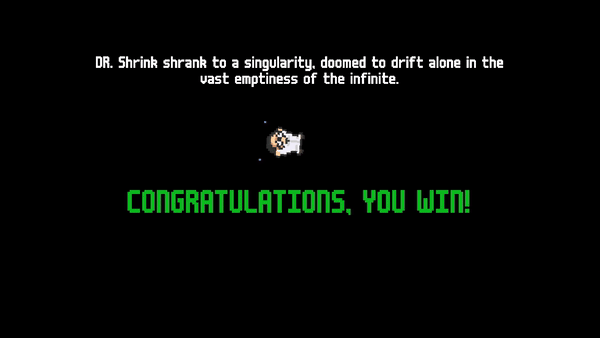 DR. Shrink shrank to a singularity, doomed to drift alone in the
vast emptiness of the infinite.
CONGRATULATIONS, YOU WIN!